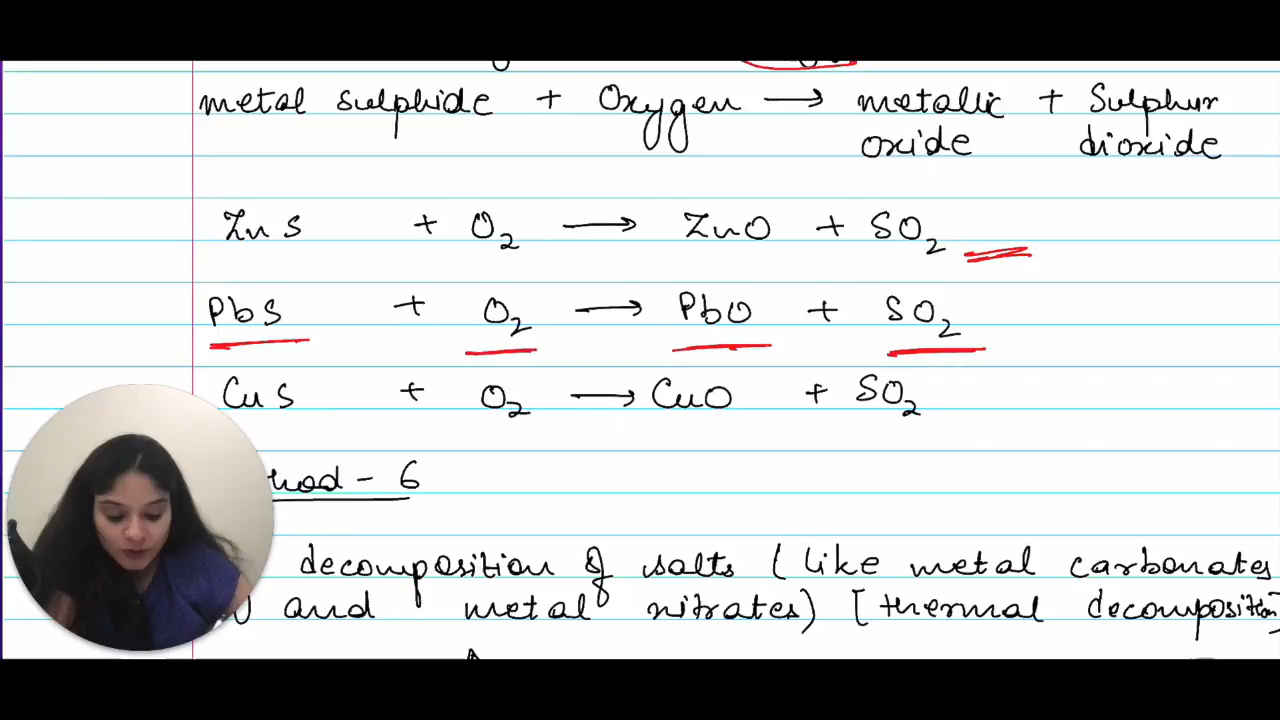 metal sulphide + Oxygen → metallic + Sulphur
oxide dioxide
ZnS + O₂ → ZnO + SO₂
PbS + O₂ → PbO + SO₂
CuS + O₂ → CuO + SO₂
- 6
decomposition of salts (like metal carbonates
and metal nitrates) [thermal decomposition]